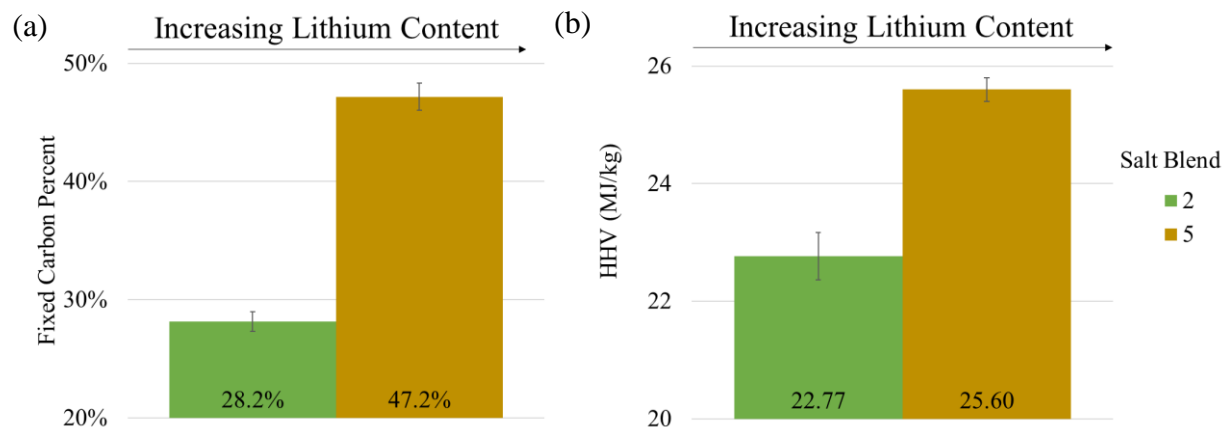 (a)
Increasing Lithium Content
50%
40%
30%
20%
Fixed Carbon Percent
28.2%
47.2%
(b)
Increasing Lithium Content
26
24
22
20
HHV (MJ/kg)
22.77
25.60
Salt Blend
2
5